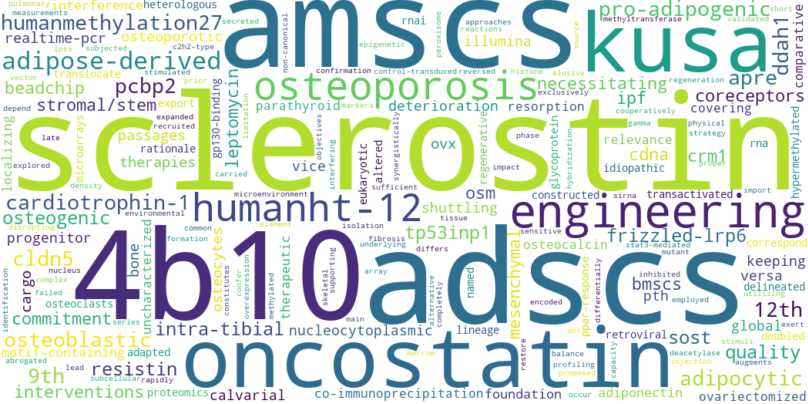 humanmethylation27
interference
heterologous
pulmonary
measurements
secreted
realtime-pcr
osteoporotic
adipose-derived
loss
subjected
c2h2-type
non-canonical
amscs
rnai
approaches
reactions
illumina
epigenetic
peroxisome
kusa
pro-adipogenic
methyltransferase
short
validated
source
ddah1
comparative
beadchip
pcbp2
vector
stimulated
translocate
prior
confirmation
control-transduced
reversed
histone
elusive
necessitating
apre
regeneration
stromal/stem
export
markers
gp130-binding
leptomycin
osteoporosis
exclusively
parathyroid
deterioration
resorption
ipf
coreceptor
covering
depend
expanded
limitation
localizing
late
microarrays
passages
recruited
rationale
therapies
explored
density
carried
sclerostin
ovx
vice
objectives
interfering
eukaryotic
altered
synergistically
regenerative
phase
impact
glycoprotein
hybridization
cooperatively
gamma
physical
strategy
relevance
cdna
crm1
proper
rna
idiopathic
hypermethylated
cardiotrophin-1
microenvironment
sufficient
humanht-12
osm
constructed
sirna
import
transactivated
shuttling
engineering
osteogenic
environmental
disrupting
progenitor
common
formation
element
isolation
tissue
fibrosis
underlying
differs
tp53inp1
sensitive
osteocalcin
frizzled-lrp6
stat3-mediated
mutant
correspond
keeping
versa
delineated
utilizing
cldn5
cargo
nucleus
complex
failed
identification
osteoclasts
commitment
series
bone
uncharacterized
4b10
osteocytes
constitutes
confer
overexpression
methylated
therapeutic
skeletal
supporting
array
main
alternative
completely
adscs
named
mesenchymal
ppar-response
encoded
differentially
inhibited
bmscs
pth
employed
12th
global
exert
doubled
stimuli
deacetylase
augments
injection
intra-tibial
nucleocytoplasmic
lineage
retroviral
sost
quality
osteoblastic
motif-containing
adapted
abrogated
9th
lead
resistin
subcellular
rapidly
interventions
proteomics
calvarial
oncostatin
marrow
wnt
restore
balance
profiling
proposed
capacity
occur
adiponectin
adipocytic
co-immunoprecipitation
foundation
ovariectomized